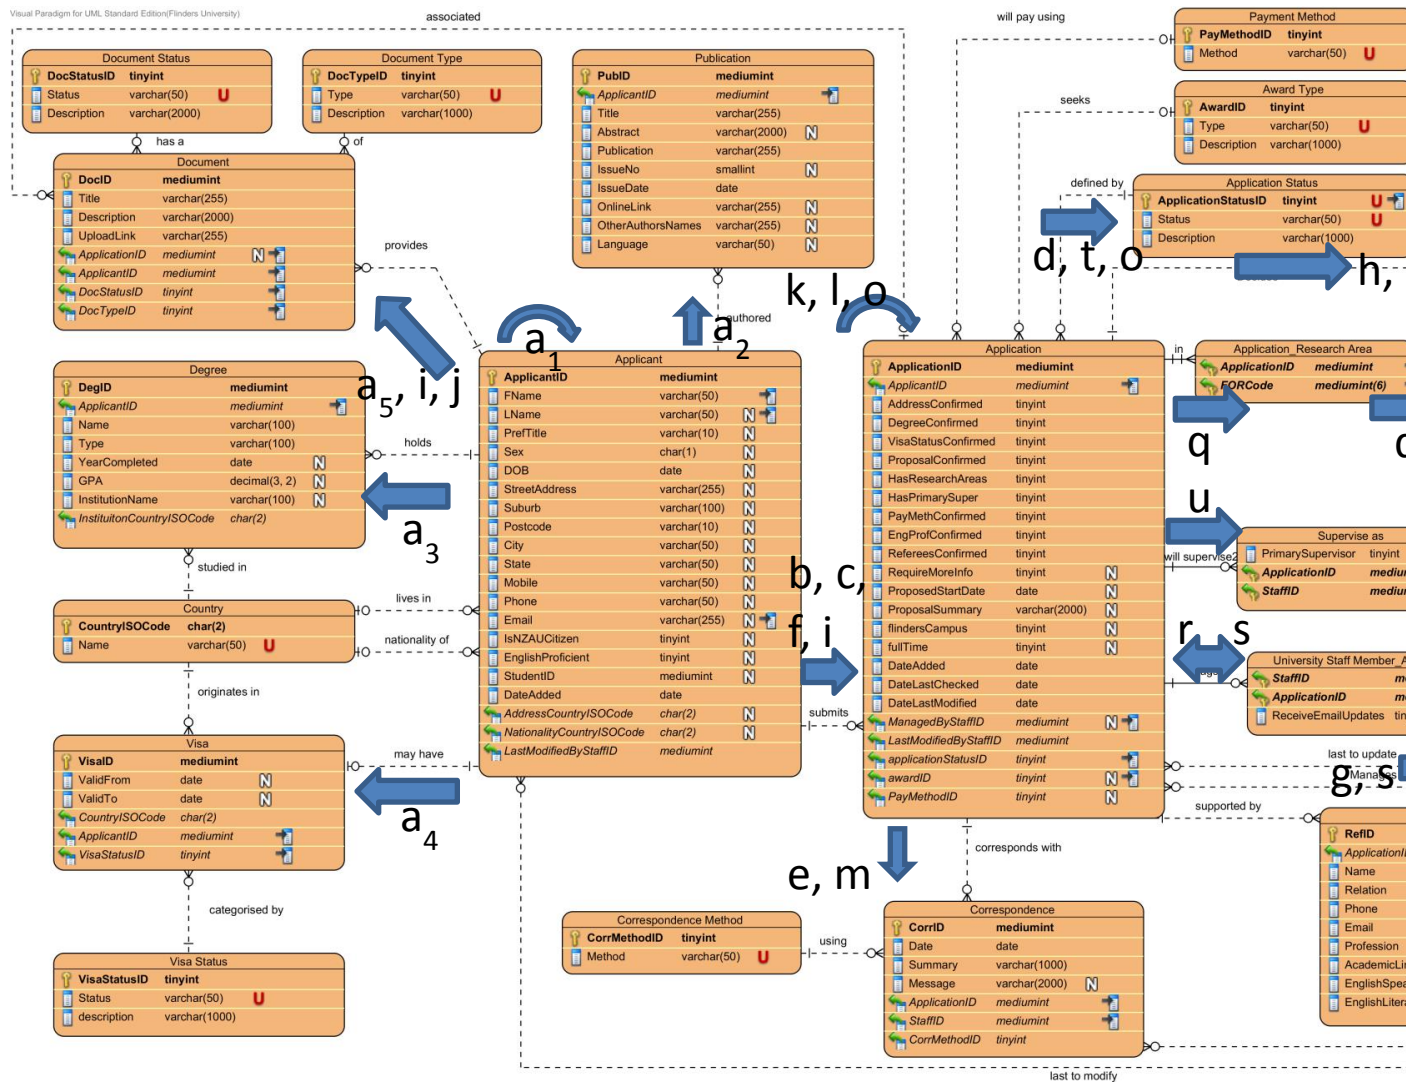 Visual Paradigm for UML Standard Edition(Flinders University)
associated
will pay using
Payment Method
PayMethodID tinyint
Method varchar(50) U
Document Status
DocStatusID tinyint
Status varchar(50) U
Description varchar(2000)
Document Type
DocTypeID tinyint
Type varchar(50) U
Description varchar(1000)
Publication
PubID mediumint
ApplicantID mediumint
Title varchar(255)
Abstract varchar(2000) N
Publication varchar(255)
IssueNo smallint N
IssueDate date
OnlineLink varchar(255) N
OtherAuthorsNames varchar(255) N
Language varchar(50) N
seeks
Award Type
AwardID tinyint
Type varchar(50) U
Description varchar(1000)
has a
of
Document
DocID mediumint
Title varchar(255)
Description varchar(2000)
UploadLink varchar(255)
ApplicationID mediumint N
ApplicantID mediumint
DocStatusID tinyint
DocTypeID tinyint
provides
defined by
Application Status
ApplicationStatusID tinyint U
Status varchar(50) U
Description varchar(1000)
d, t, o
h,
k, l, o
a1
a2
authored
a5, i, j
Degree
DegID mediumint
ApplicantID mediumint
Name varchar(100)
Type varchar(100)
YearCompleted date N
GPA decimal(3, 2) N
InstitutionName varchar(100) N
InstituitonCountryISOCode char(2)
holds
a3
studied in
Country
CountryISOCode char(2)
Name varchar(50) U
lives in
nationality of
originates in
Visa
VisaID mediumint
ValidFrom date N
ValidTo date N
CountryISOCode char(2)
ApplicantID mediumint
VisaStatusID tinyint
may have
a4
categorised by
Visa Status
VisaStatusID tinyint
Status varchar(50) U
description varchar(1000)
Applicant
ApplicantID mediumint
FName varchar(50)
LName varchar(50) N
PrefTitle varchar(10) N
Sex char(1) N
DOB date N
StreetAddress varchar(255) N
Suburb varchar(100) N
Postcode varchar(10) N
City varchar(50) N
State varchar(50) N
Mobile varchar(50) N
Phone varchar(50) N
Email varchar(255) N
IsNZAUCitizen tinyint N
EnglishProficient tinyint N
StudentID mediumint N
DateAdded date
AddressCountryISOCode char(2) N
NationalityCountryISOCode char(2) N
LastModifiedByStaffID mediumint
b, c,
f, i
submits
Application
ApplicationID mediumint
ApplicantID mediumint
AddressConfirmed tinyint
DegreeConfirmed tinyint
VisaStatusConfirmed tinyint
ProposalConfirmed tinyint
HasResearchAreas tinyint
HasPrimarySuper tinyint
PayMethConfirmed tinyint
EngProfConfirmed tinyint
RefereesConfirmed tinyint
RequireMoreInfo tinyint N
ProposedStartDate date N
ProposalSummary varchar(2000) N
flindersCampus tinyint N
fullTime tinyint N
DateAdded date
DateLastChecked date
DateLastModified date
ManagedByStaffID mediumint N
LastModifiedByStaffID mediumint
applicationStatusID tinyint
awardID tinyint N
PayMethodID tinyint N
in
Application_Research Area
ApplicationID mediumint
FORCode mediumint(6)
q
u
will supervise2
Supervise as
PrimarySupervisor tinyint
ApplicationID
StaffID
r s
University Staff Member_A
StaffID
ApplicationID
ReceiveEmailUpdates
last to update
Manages
g, s
supported by
RefID
Name
Relation
Phone
Email
Profession
e, m
corresponds with
Correspondence Method
CorrMethodID tinyint
Method varchar(50) U
using
Correspondence
CorrID mediumint
Date date
Summary varchar(1000)
Message varchar(2000) N
ApplicationID mediumint
StaffID mediumint
CorrMethodID tinyint
last to modify